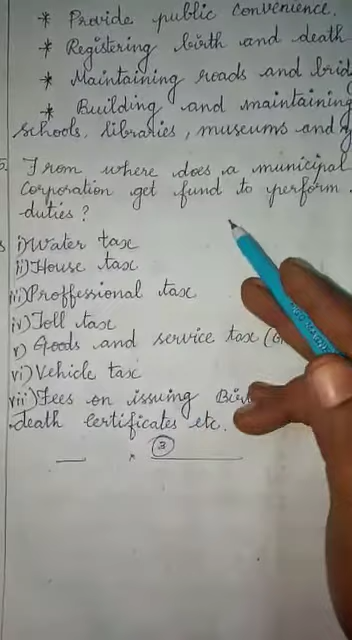 * Provide public convenience.
* Registering birth and death
* Maintaining roads and
* Building and maintaining
schools, libraries, museums and
5. From where does a municipal
Corporation get fund to perform
duties?
i) Water tax
ii) House tax
iii) Proffessional tax
iv) Toll tax
v) Goods and service tax (
vi) Vehicle tax
vii) Fees on issuing
death certificates etc.
3